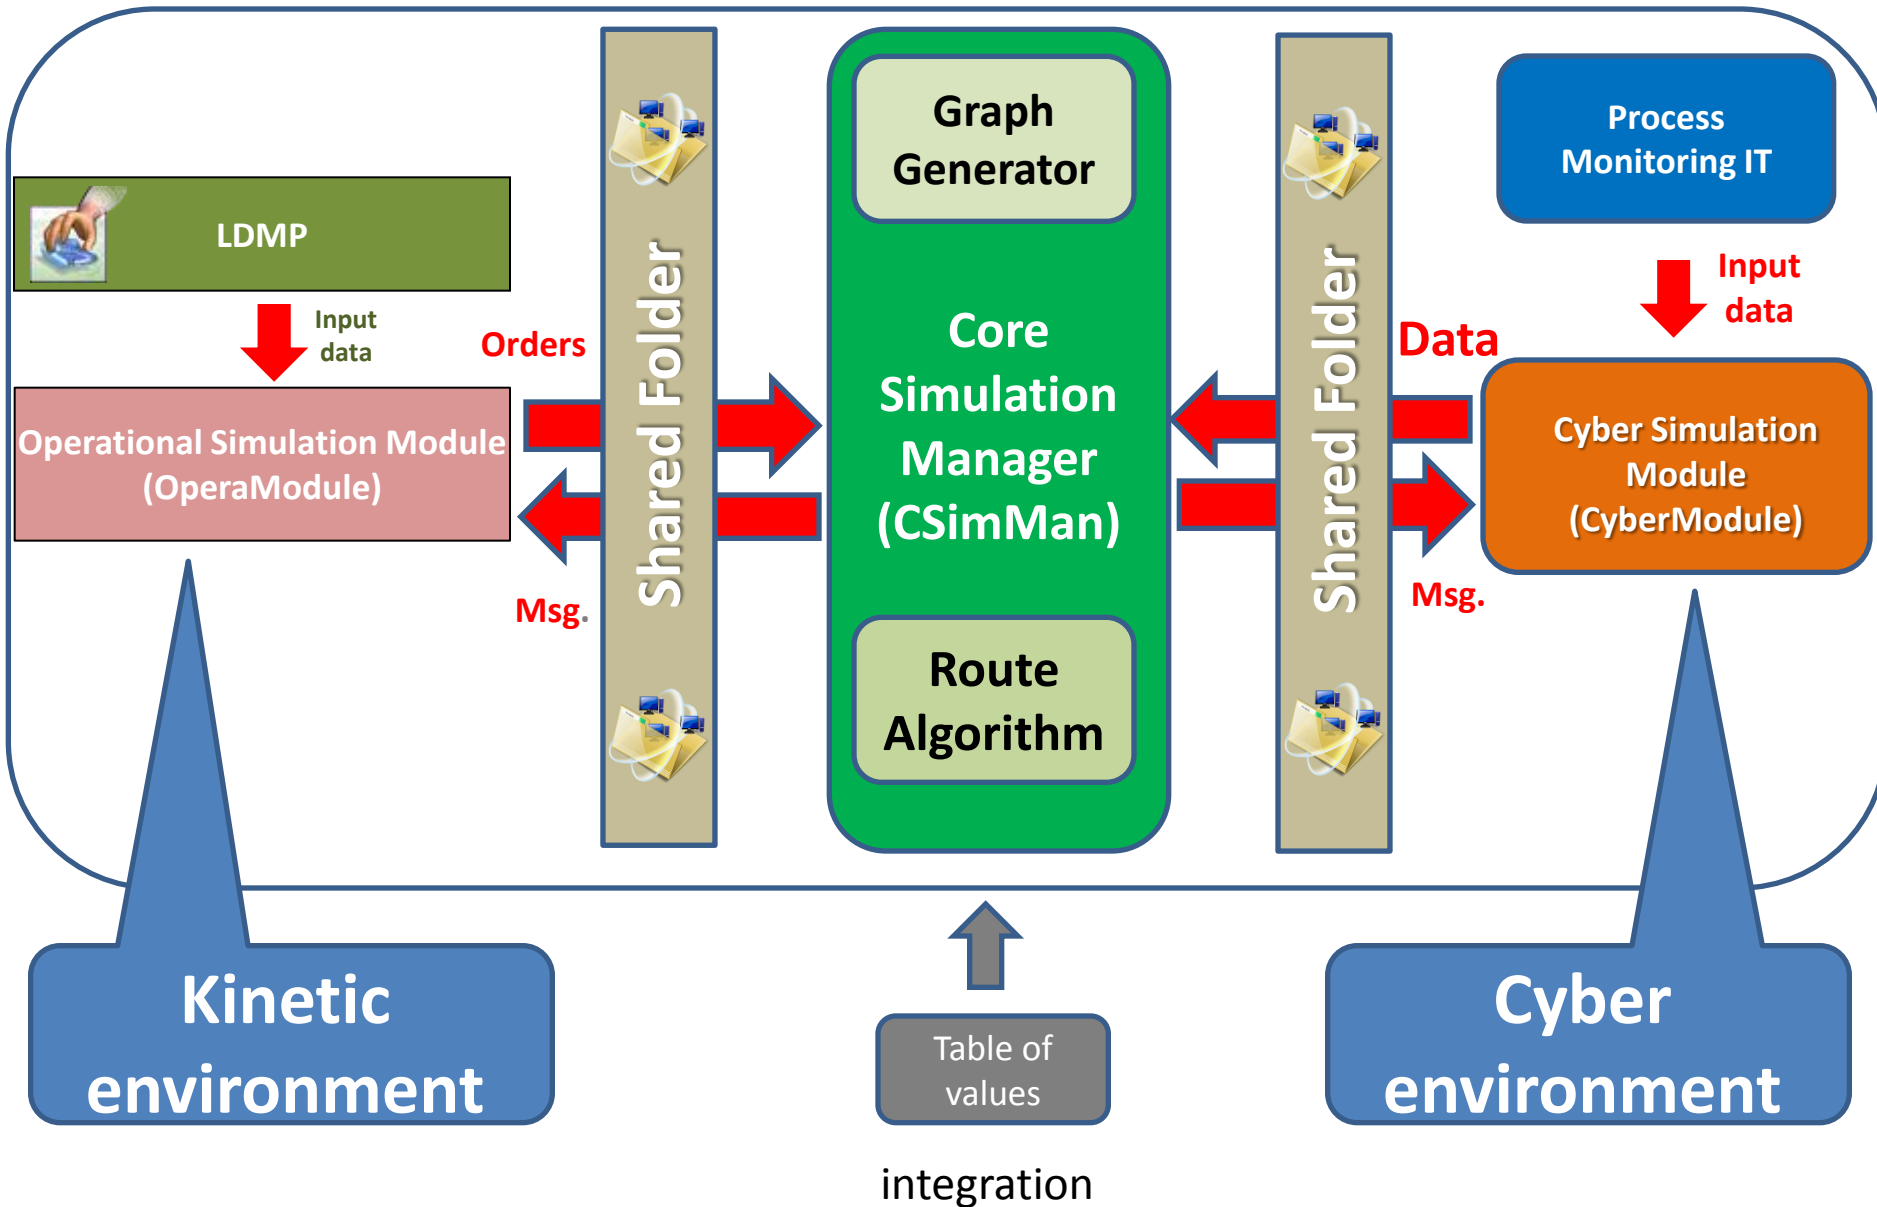 LDMP
Input
data
Operational Simulation Module
(OperaModule)
Orders
Msg.
Shared Folder
Graph
Generator
Core
Simulation
Manager
(CSimMan)
Route
Algorithm
Shared Folder
Data
Msg.
Process
Monitoring IT
Input
data
Cyber Simulation
Module
(CyberModule)
Kinetic
environment
Table of
values
integration
Cyber
environment